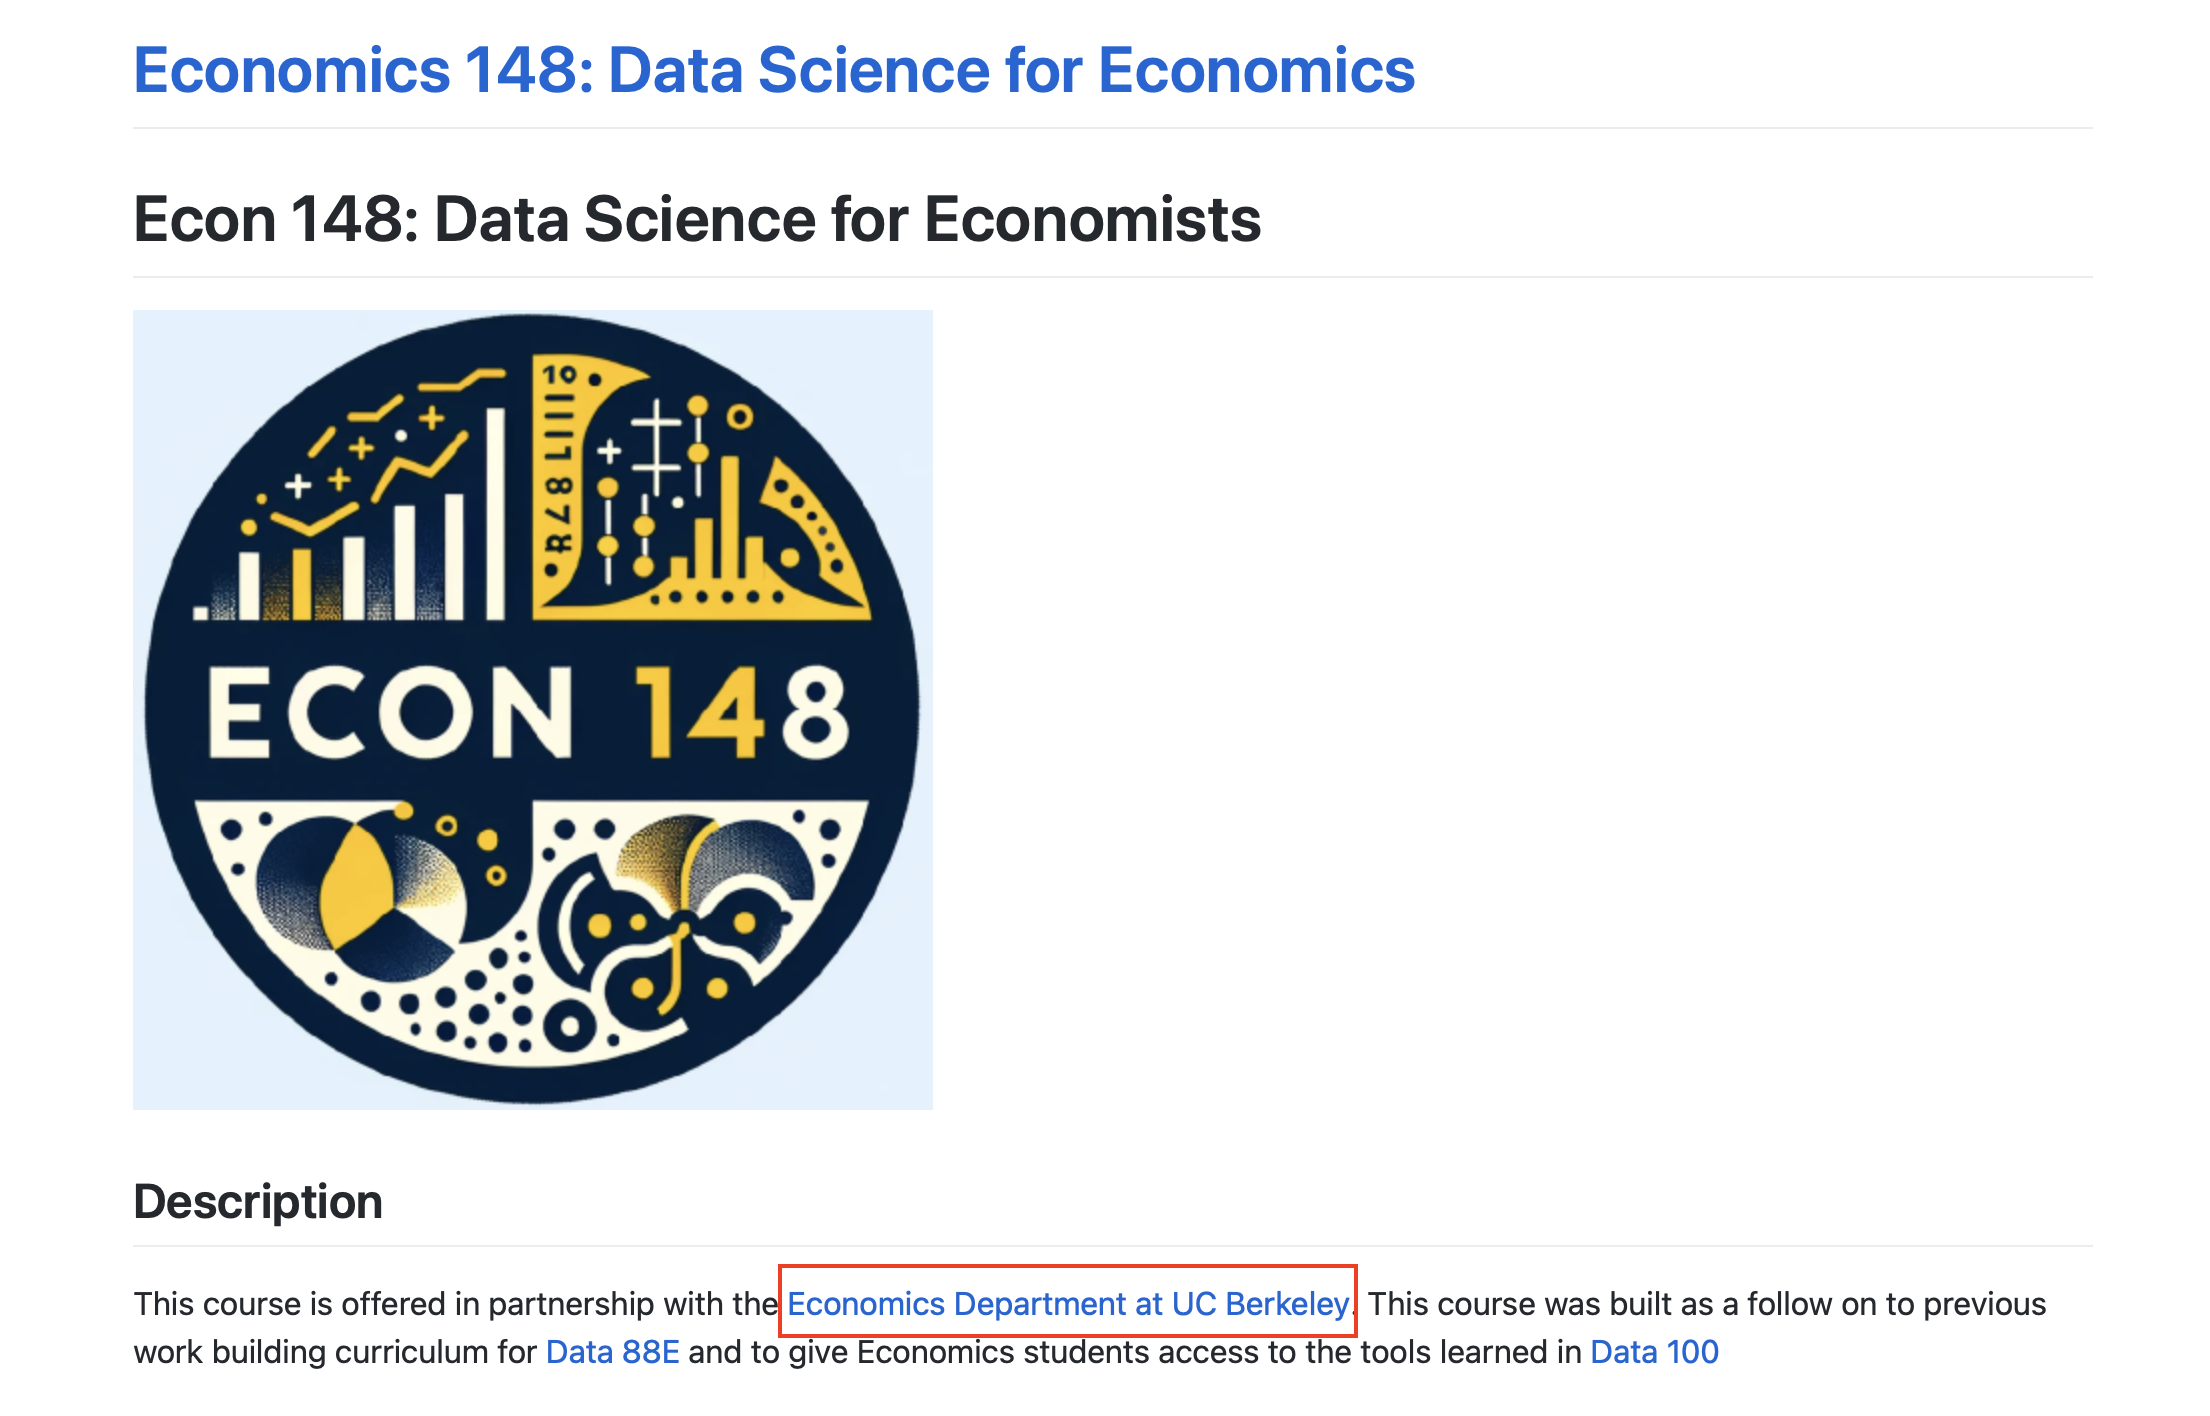 Economics 148: Data Science for Economics
Econ 148: Data Science for Economists
10
ECON 148
Description
This course is offered in partnership with the Economics Department at UC Berkeley. This course was built as a follow on to previous
work building curriculum for Data 88E and to give Economics students access to the tools learned in Data 100